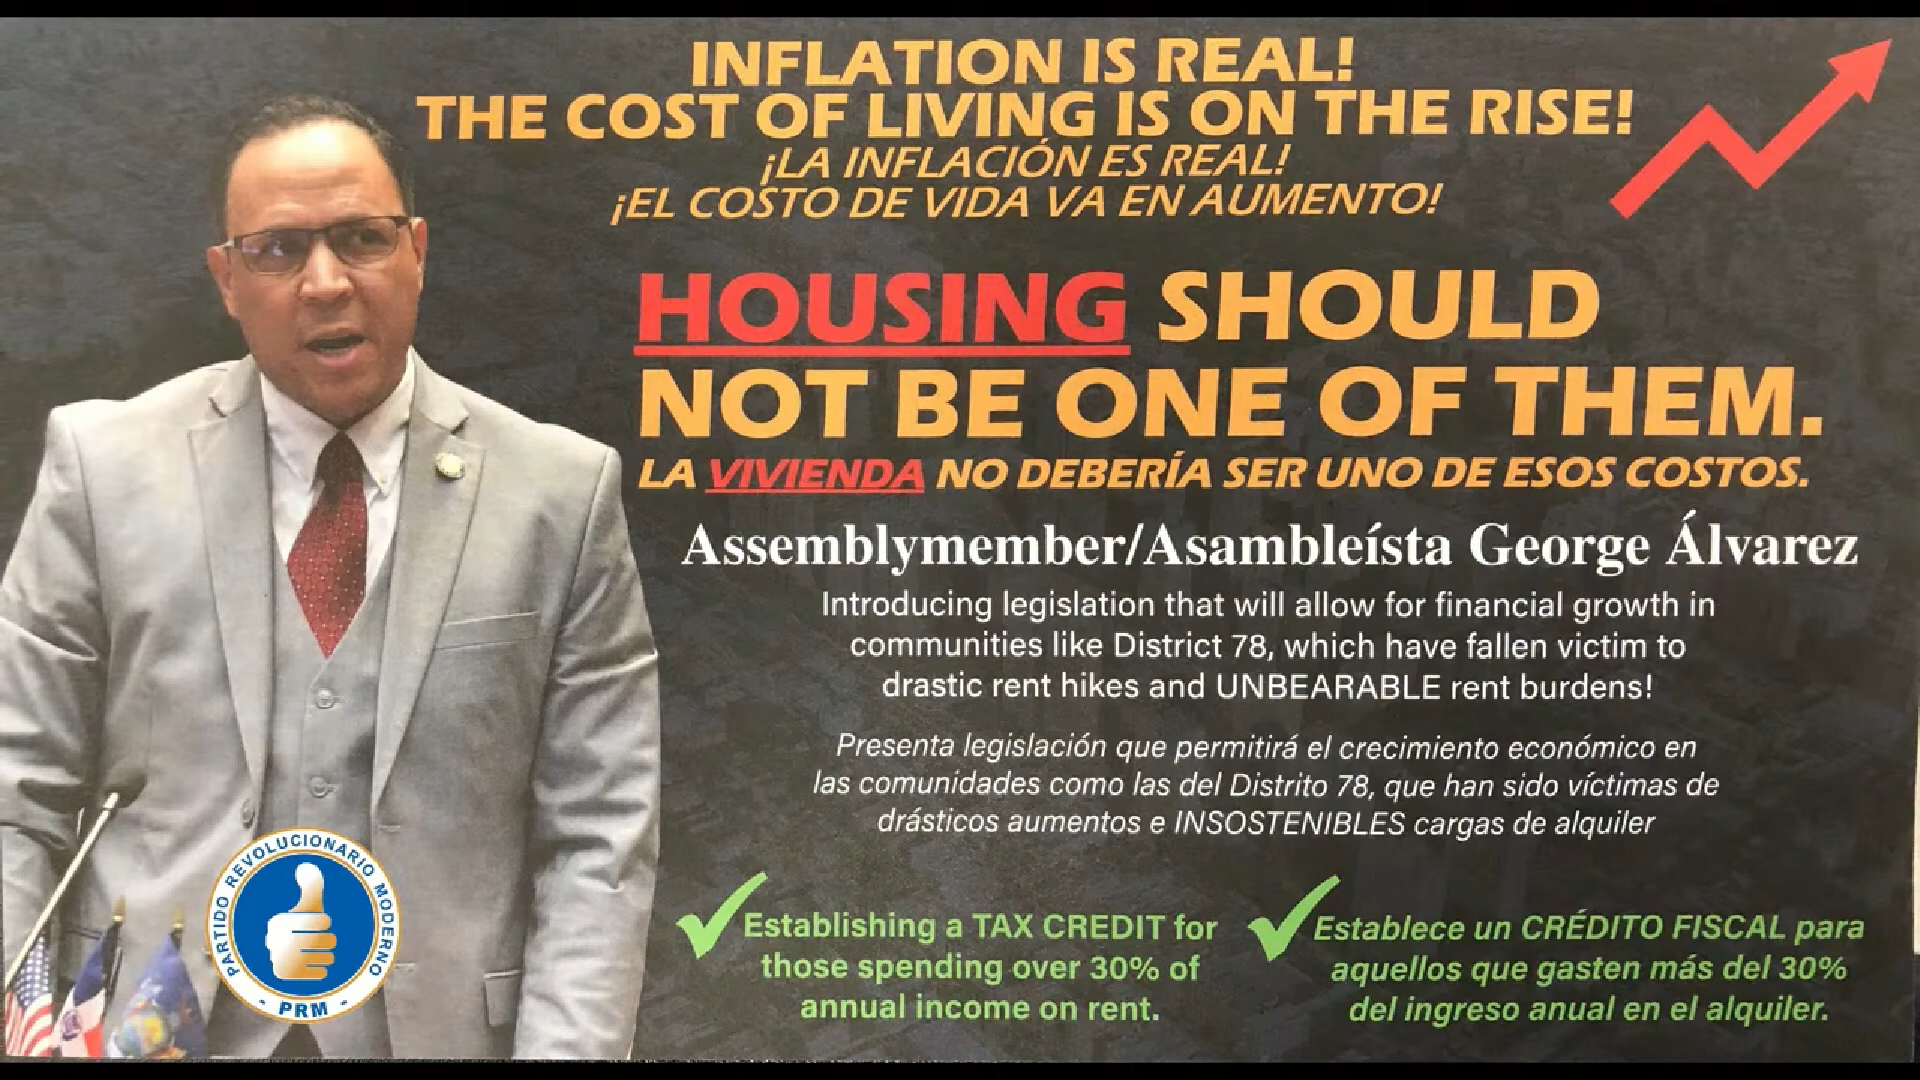 INFLATION IS REAL!
THE COST OF LIVING IS ON THE RISE!
¡LA INFLACIÓN ES REAL!
¡EL COSTO DE VIDA VA EN AUMENTO!
HOUSING SHOULD
NOT BE ONE OF THEM.
LA VIVIENDA NO DEBERÍA SER UNO DE ESOS COSTOS.
Assemblymember/Asambleísta George Álvarez
Introducing legislation that will allow for financial growth in
communities like District 78, which have fallen victim to
drastic rent hikes and UNBEARABLE rent burdens!
Presenta legislación que permitirá el crecimiento económico en
las comunidades como las del Distrito 78, que han sido víctimas de
drásticos aumentos e INSOSTENIBLES cargas de alquiler
Establishing a TAX CREDIT for
those spending over 30% of
annual income on rent.
Establece un CRÉDITO FISCAL para
aquellos que gasten más del 30%
del ingreso anual en el alquiler.
PARTIDO REVOLUCIONARIO MODERNO
- PRM -